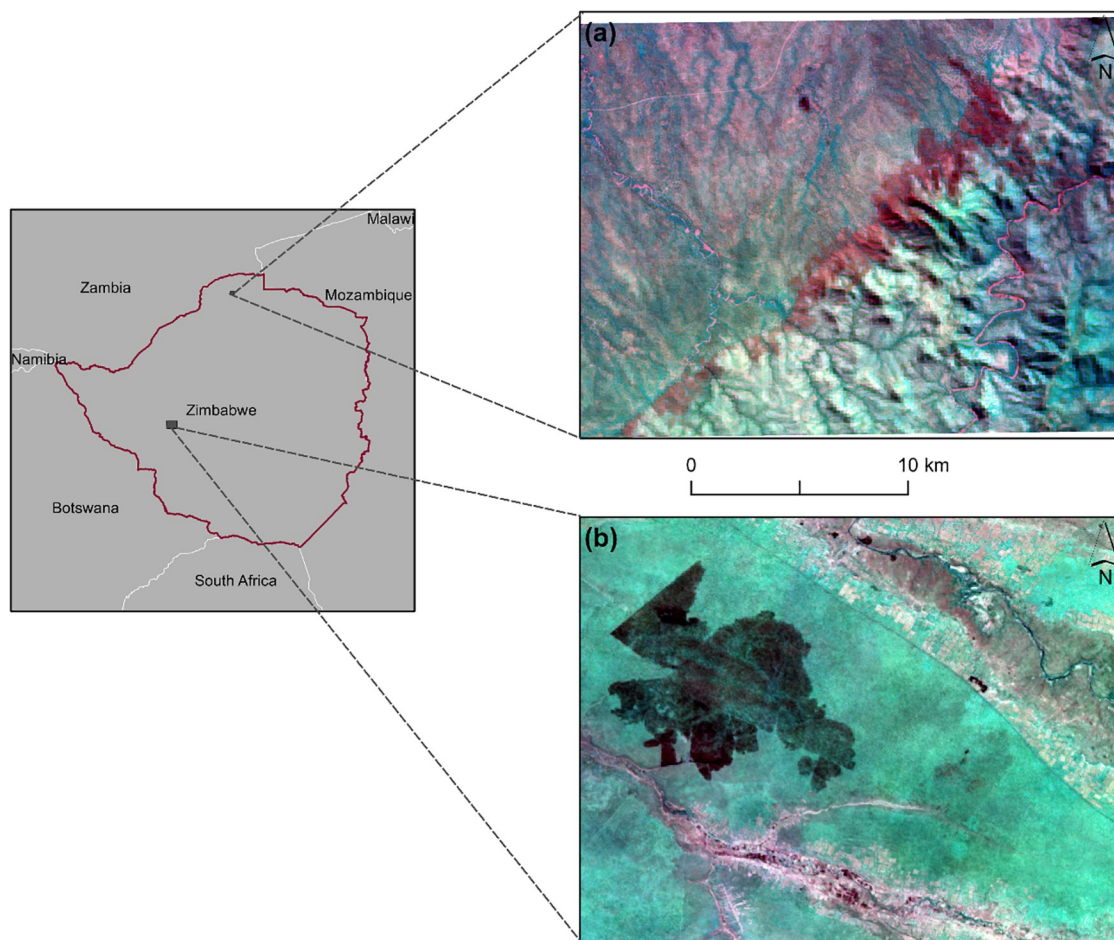 (a)
N
Malawi
Zambia
Mozambique
Namibia
Zimbabwe
0 10 km
Botswana
(b)
South Africa
N